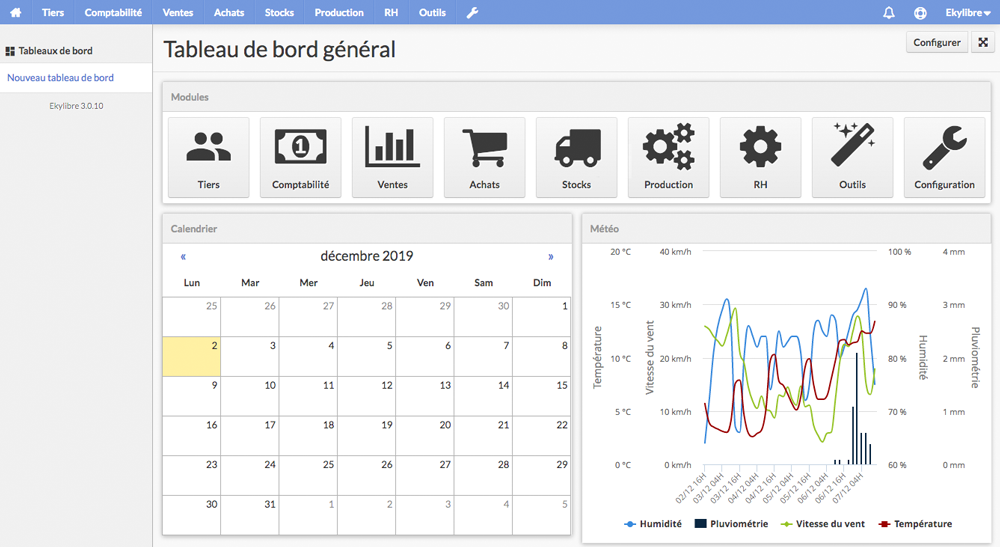 Tiers Comptabilité Ventes Achats Stocks Production RH Outils Ekylibre
Tableaux de bord
Nouveau tableau de bord
Ekylibre 3.0.10
Tableau de bord général
Configurer
Modules
Tiers Comptabilité Ventes Achats Stocks Production RH Outils Configuration
Calendrier
« décembre 2019 »
Lun Mar Mer Jeu Ven Sam Dim
25 26 27 28 29 30 1
2 3 4 5 6 7 8
9 10 11 12 13 14 15
16 17 18 19 20 21 22
23 24 25 26 27 28 29
30 31 1 2 3 4 5
Météo
20 °C 40 km/h 100 % 4 mm
15 °C 30 km/h 90 % 3 mm
10 °C 20 km/h 80 % 2 mm
5 °C 10 km/h 70 % 1 mm
0 °C 0 km/h 60 % 0 mm
Température
Vitesse du vent
Humidité
Pluviométrie
02/12 16H 03/12 04H 03/12 16H 04/12 04H 04/12 16H 05/12 04H 05/12 16H 06/12 04H 06/12 16H 07/12 04H
Humidité Pluviométrie Vitesse du vent Température